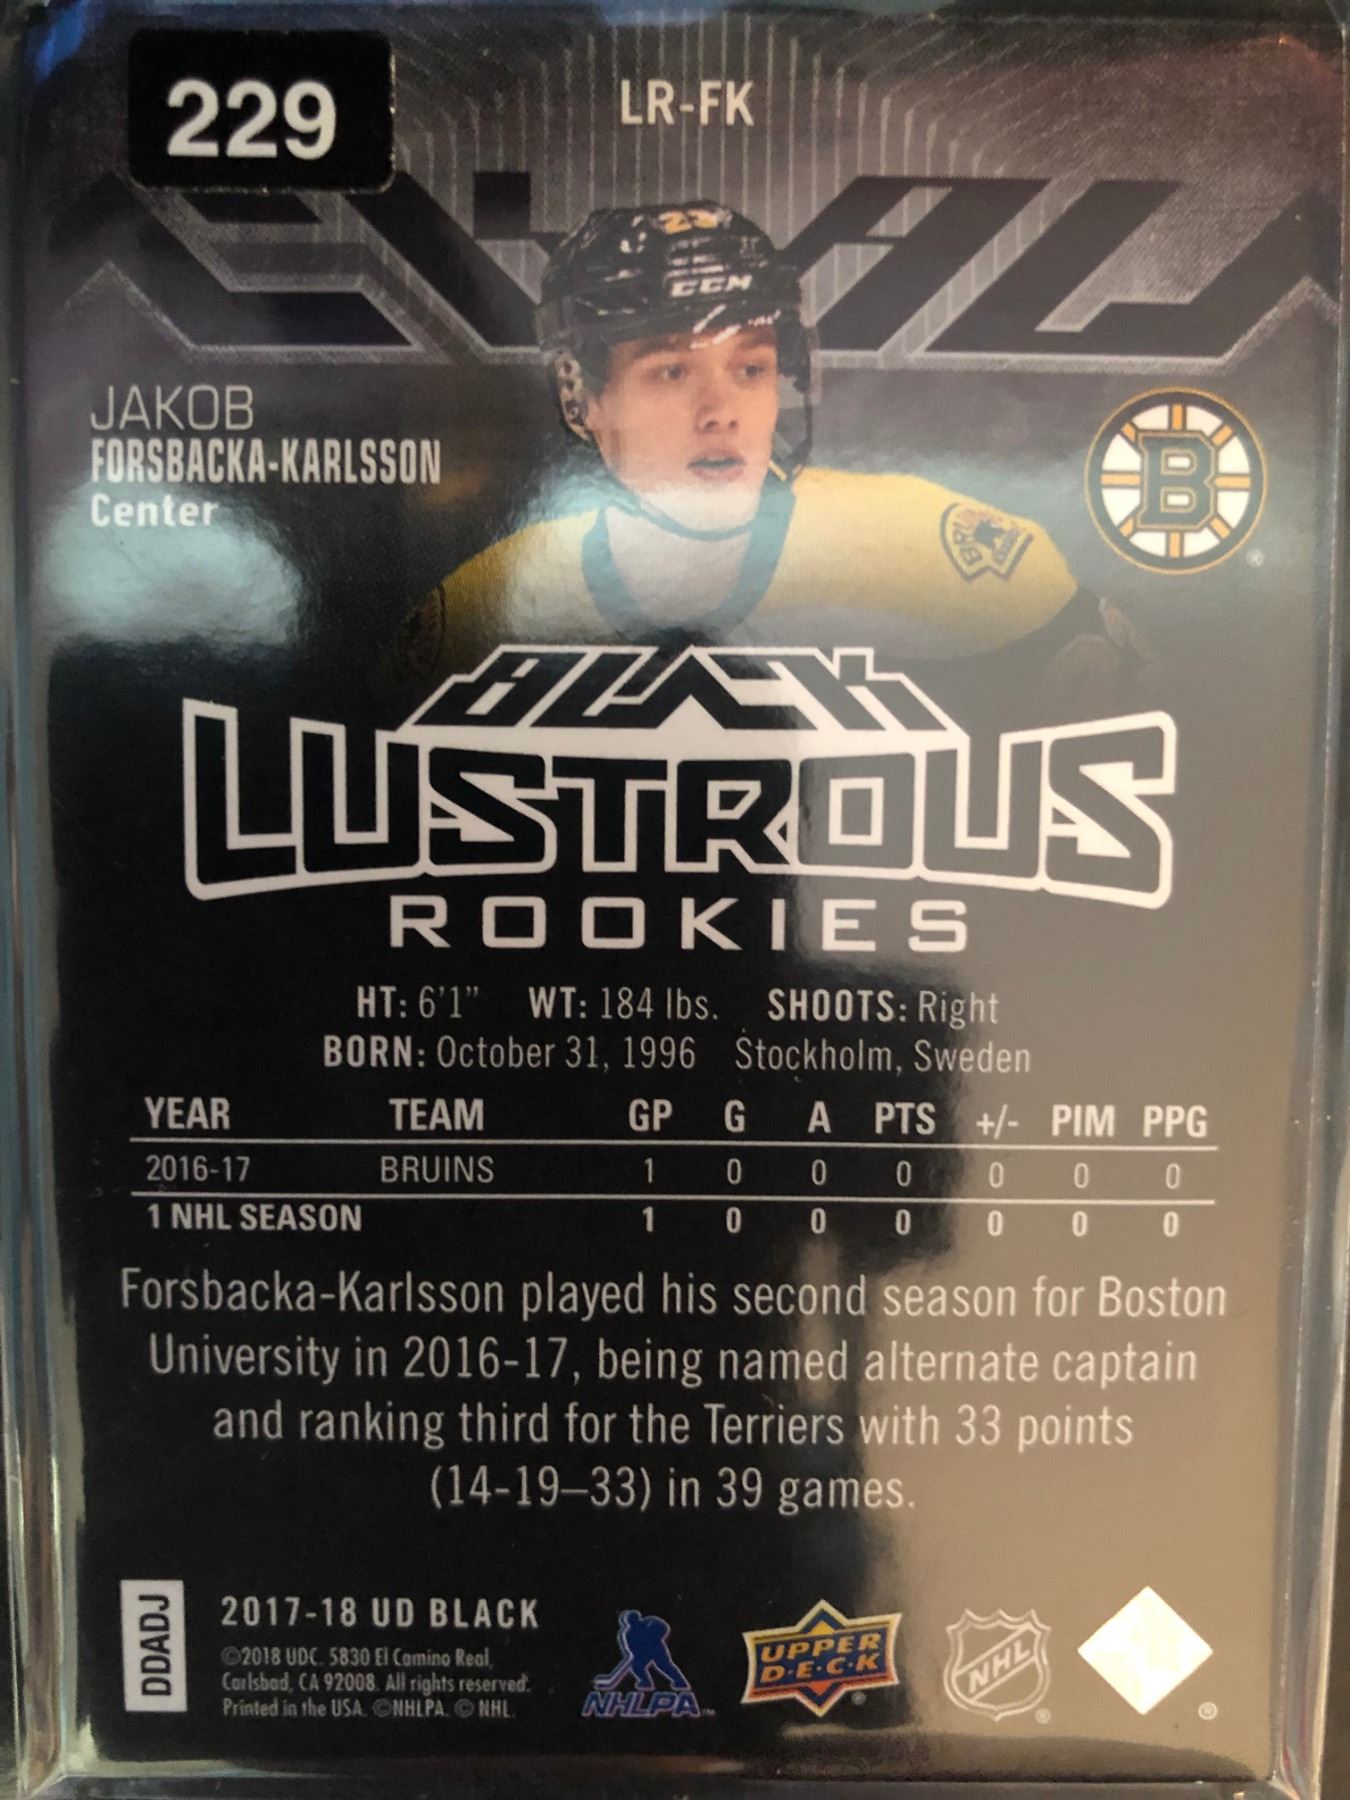 229
LR-FK
23
CCM
JAKOB
FORSBACKA-KARLSSON
Center
B
®
BLACK
LUSTROUS
ROOKIES
HT: 6'1" WT: 184 lbs. SHOOTS: Right
BORN: October 31, 1996 Stockholm, Sweden
YEAR TEAM GP G A PTS +/- PIM PPG
2016-17 BRUINS 1 0 0 0 0 0 0
1 NHL SEASON 1 0 0 0 0 0 0
Forsbacka-Karlsson played his second season for Boston
University in 2016-17, being named alternate captain
and ranking third for the Terriers with 33 points
(14-19–33) in 39 games.
DDADJ
2017-18 UD BLACK
©2018 UDC. 5830 El Camino Real,
Carlsbad, CA 92008. All rights reserved.
Printed in the USA. ©NHLPA. © NHL.
NHLPA™
UPPER
D·E·C·K
®
NHL
®
®